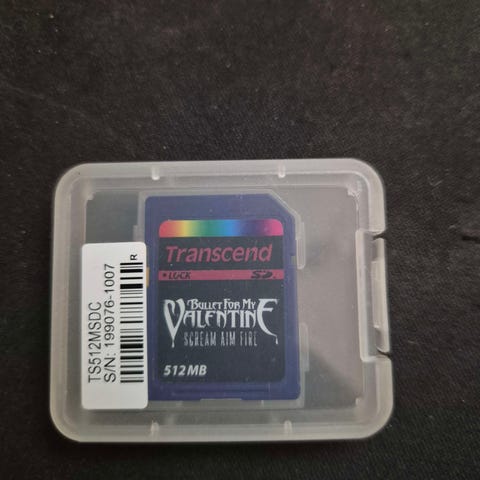 Transcend
LOCK
SD
BULLET FOR MY
VALENTINE
SCREAM AIM FIRE
512MB
TS512MSDC
S/N: 199076-1007
R